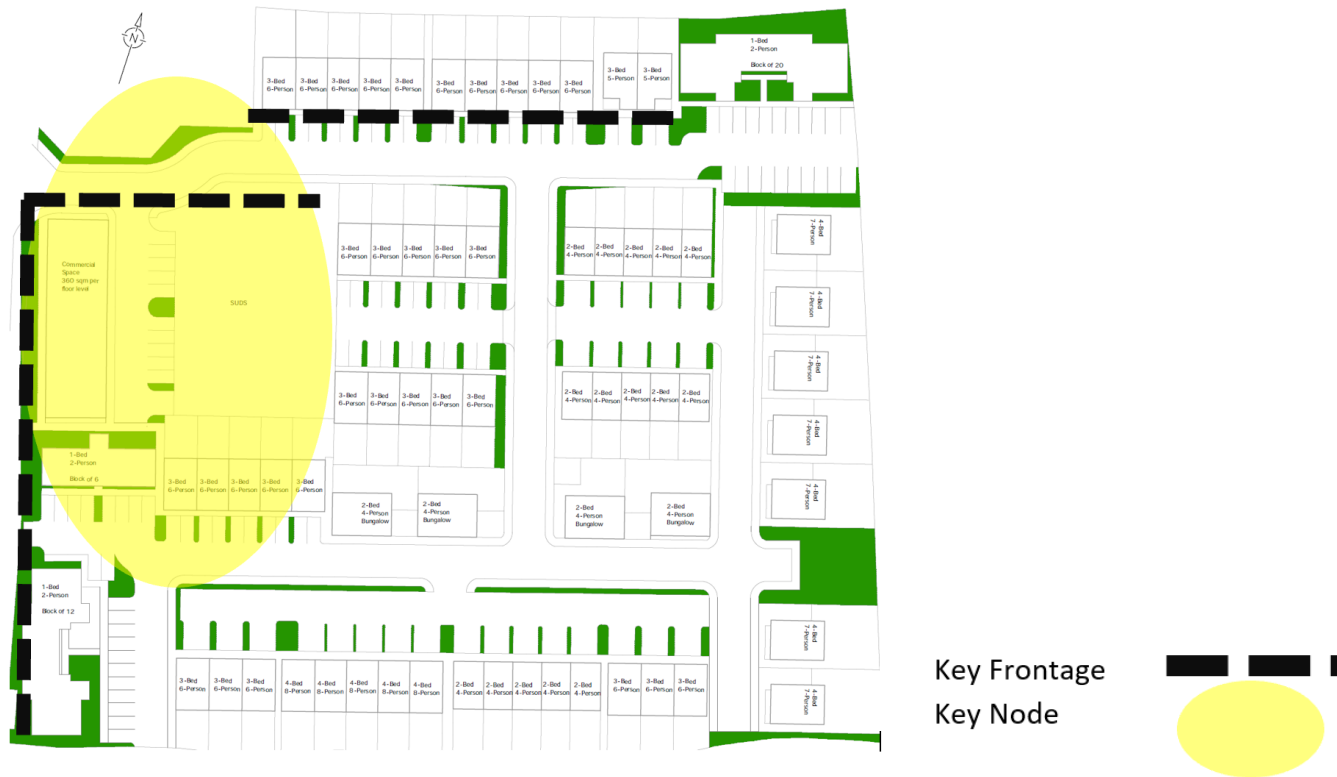 N
1-Bed
2-Person
Block of 20
3-Bed
6-Person
3-Bed
6-Person
3-Bed
6-Person
3-Bed
6-Person
3-Bed
6-Person
3-Bed
6-Person
3-Bed
6-Person
3-Bed
6-Person
3-Bed
6-Person
3-Bed
6-Person
3-Bed
5-Person
3-Bed
5-Person
Commercial
Space
360 sqm per
floor level
SUDS
3-Bed
6-Person
3-Bed
6-Person
3-Bed
6-Person
3-Bed
6-Person
3-Bed
6-Person
2-Bed
4-Person
2-Bed
4-Person
2-Bed
4-Person
2-Bed
4-Person
2-Bed
4-Person
4-Bed
7-Person
4-Bed
7-Person
4-Bed
7-Person
4-Bed
7-Person
4-Bed
7-Person
3-Bed
6-Person
3-Bed
6-Person
3-Bed
6-Person
3-Bed
6-Person
3-Bed
6-Person
2-Bed
4-Person
2-Bed
4-Person
2-Bed
4-Person
2-Bed
4-Person
2-Bed
4-Person
1-Bed
2-Person
Block of 6
3-Bed
6-Person
3-Bed
6-Person
3-Bed
6-Person
3-Bed
6-Person
3-Bed
6-Person
2-Bed
4-Person
Bungalow
2-Bed
4-Person
Bungalow
2-Bed
4-Person
Bungalow
2-Bed
4-Person
Bungalow
1-Bed
2-Person
Block of 12
4-Bed
7-Person
4-Bed
7-Person
3-Bed
6-Person
3-Bed
6-Person
3-Bed
6-Person
4-Bed
8-Person
4-Bed
8-Person
4-Bed
8-Person
4-Bed
8-Person
4-Bed
8-Person
2-Bed
4-Person
2-Bed
4-Person
2-Bed
4-Person
2-Bed
4-Person
2-Bed
4-Person
3-Bed
6-Person
3-Bed
6-Person
3-Bed
6-Person
Key Frontage
Key Node